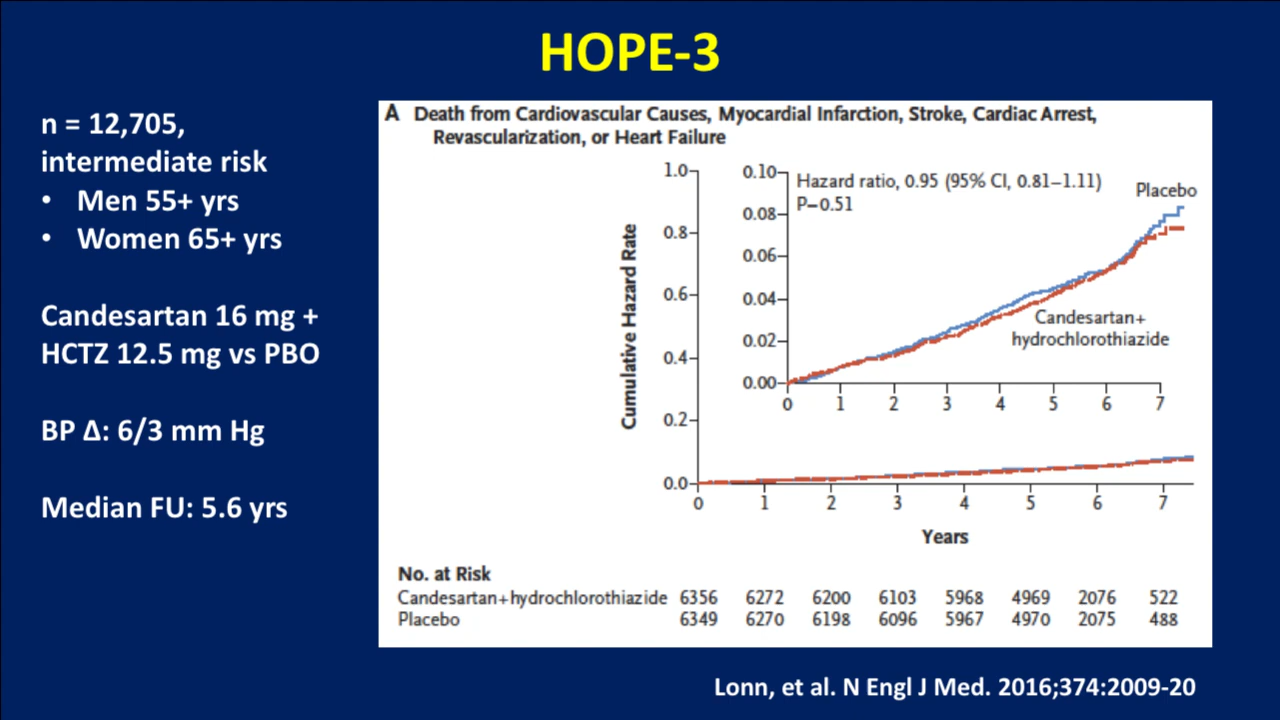 HOPE-3
n = 12,705,
intermediate risk
• Men 55+ yrs
• Women 65+ yrs
Candesartan 16 mg +
HCTZ 12.5 mg vs PBO
BP Δ: 6/3 mm Hg
Median FU: 5.6 yrs
A Death from Cardiovascular Causes, Myocardial Infarction, Stroke, Cardiac Arrest,
Revascularization, or Heart Failure
Cumulative Hazard Rate
1.0
0.8
0.6
0.4
0.2
0.0
0.10
0.08
0.06
0.04
0.02
0.00
Hazard ratio, 0.95 (95% CI, 0.81–1.11)
P=0.51
Placebo
Candesartan+
hydrochlorothiazide
0 1 2 3 4 5 6 7
0 1 2 3 4 5 6 7
Years
No. at Risk
Candesartan+hydrochlorothiazide 6356 6272 6200 6103 5968 4969 2076 522
Placebo 6349 6270 6198 6096 5967 4970 2075 488
Lonn, et al. N Engl J Med. 2016;374:2009-20